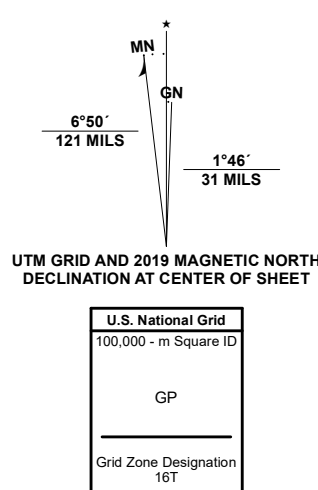 ★
MN
GN
6°50´
121 MILS
1°46´
31 MILS
UTM GRID AND 2019 MAGNETIC NORTH
DECLINATION AT CENTER OF SHEET
U.S. National Grid
100,000 - m Square ID
GP
Grid Zone Designation
16T